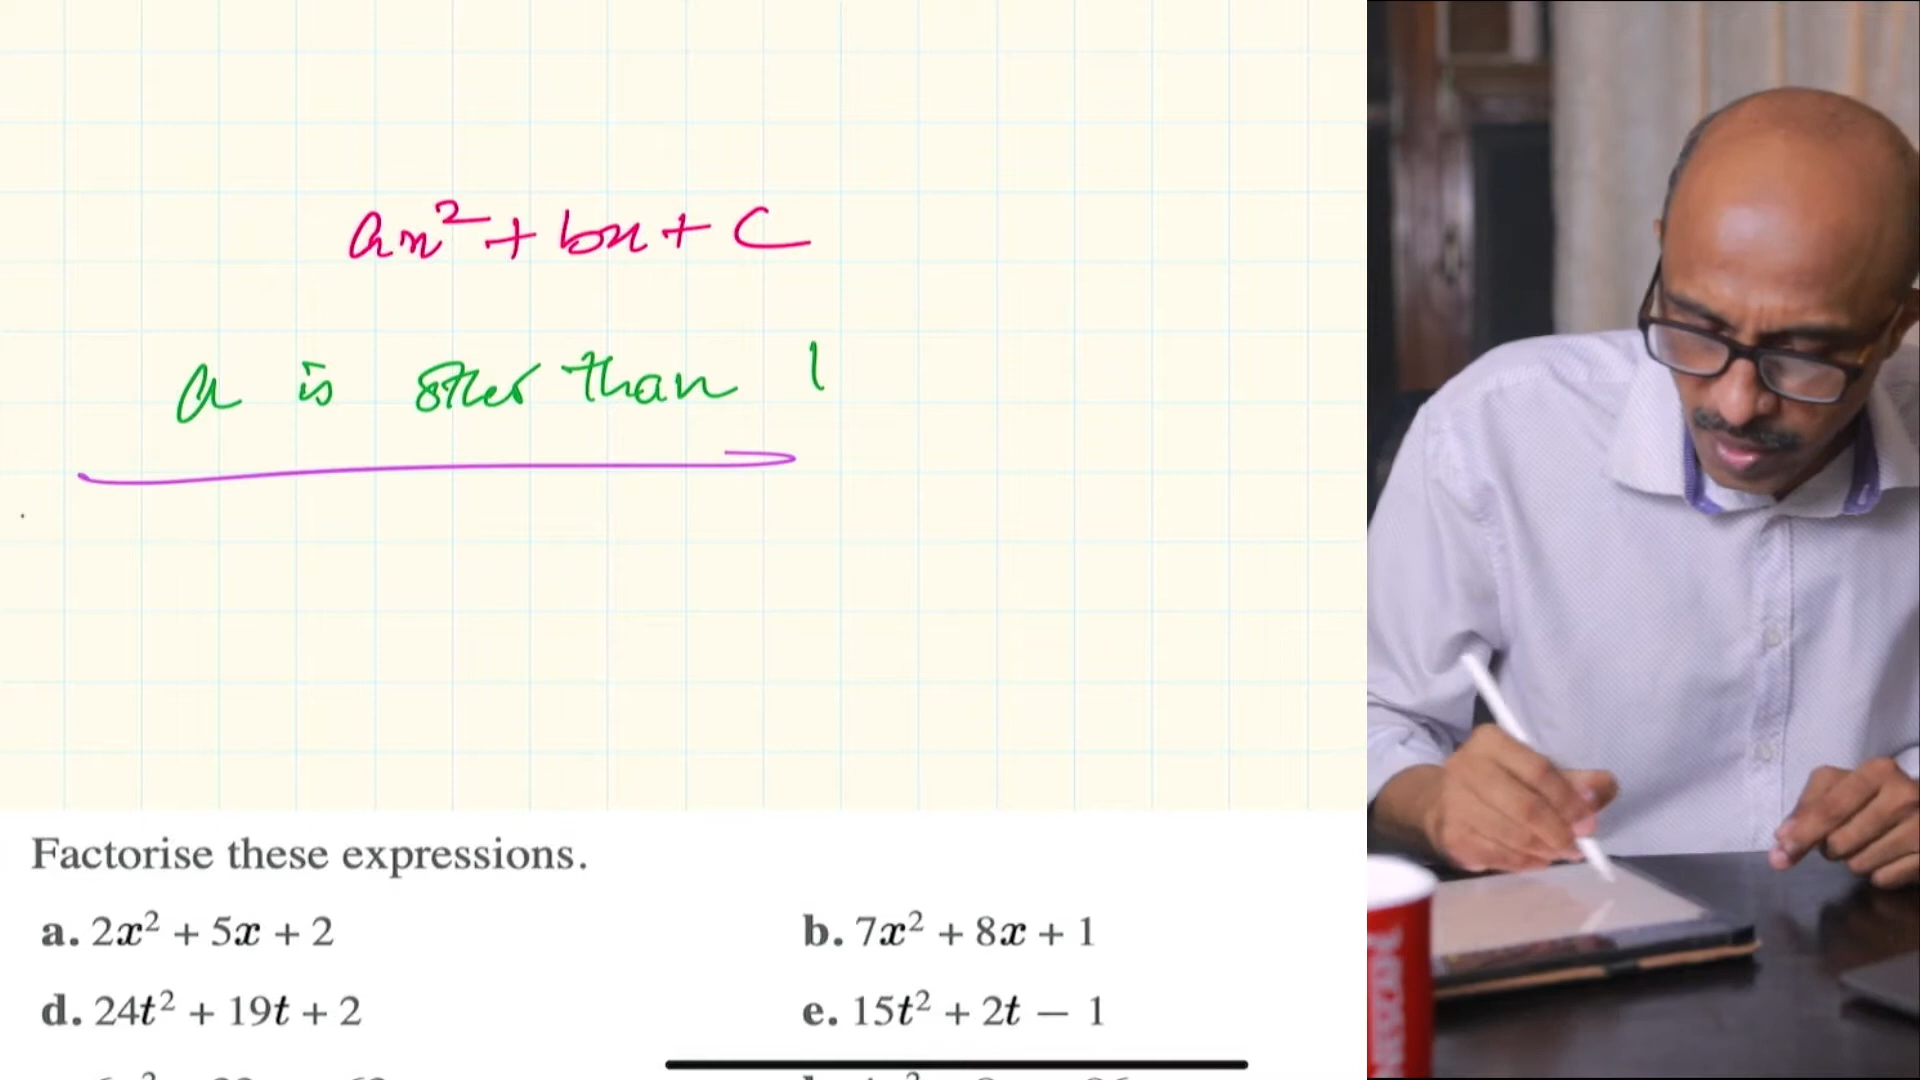 ax² + bx + c
a is other than 1
Factorise these expressions.
a. 2x² + 5x + 2
b. 7x² + 8x + 1
d. 24t² + 19t + 2
e. 15t² + 2t − 1